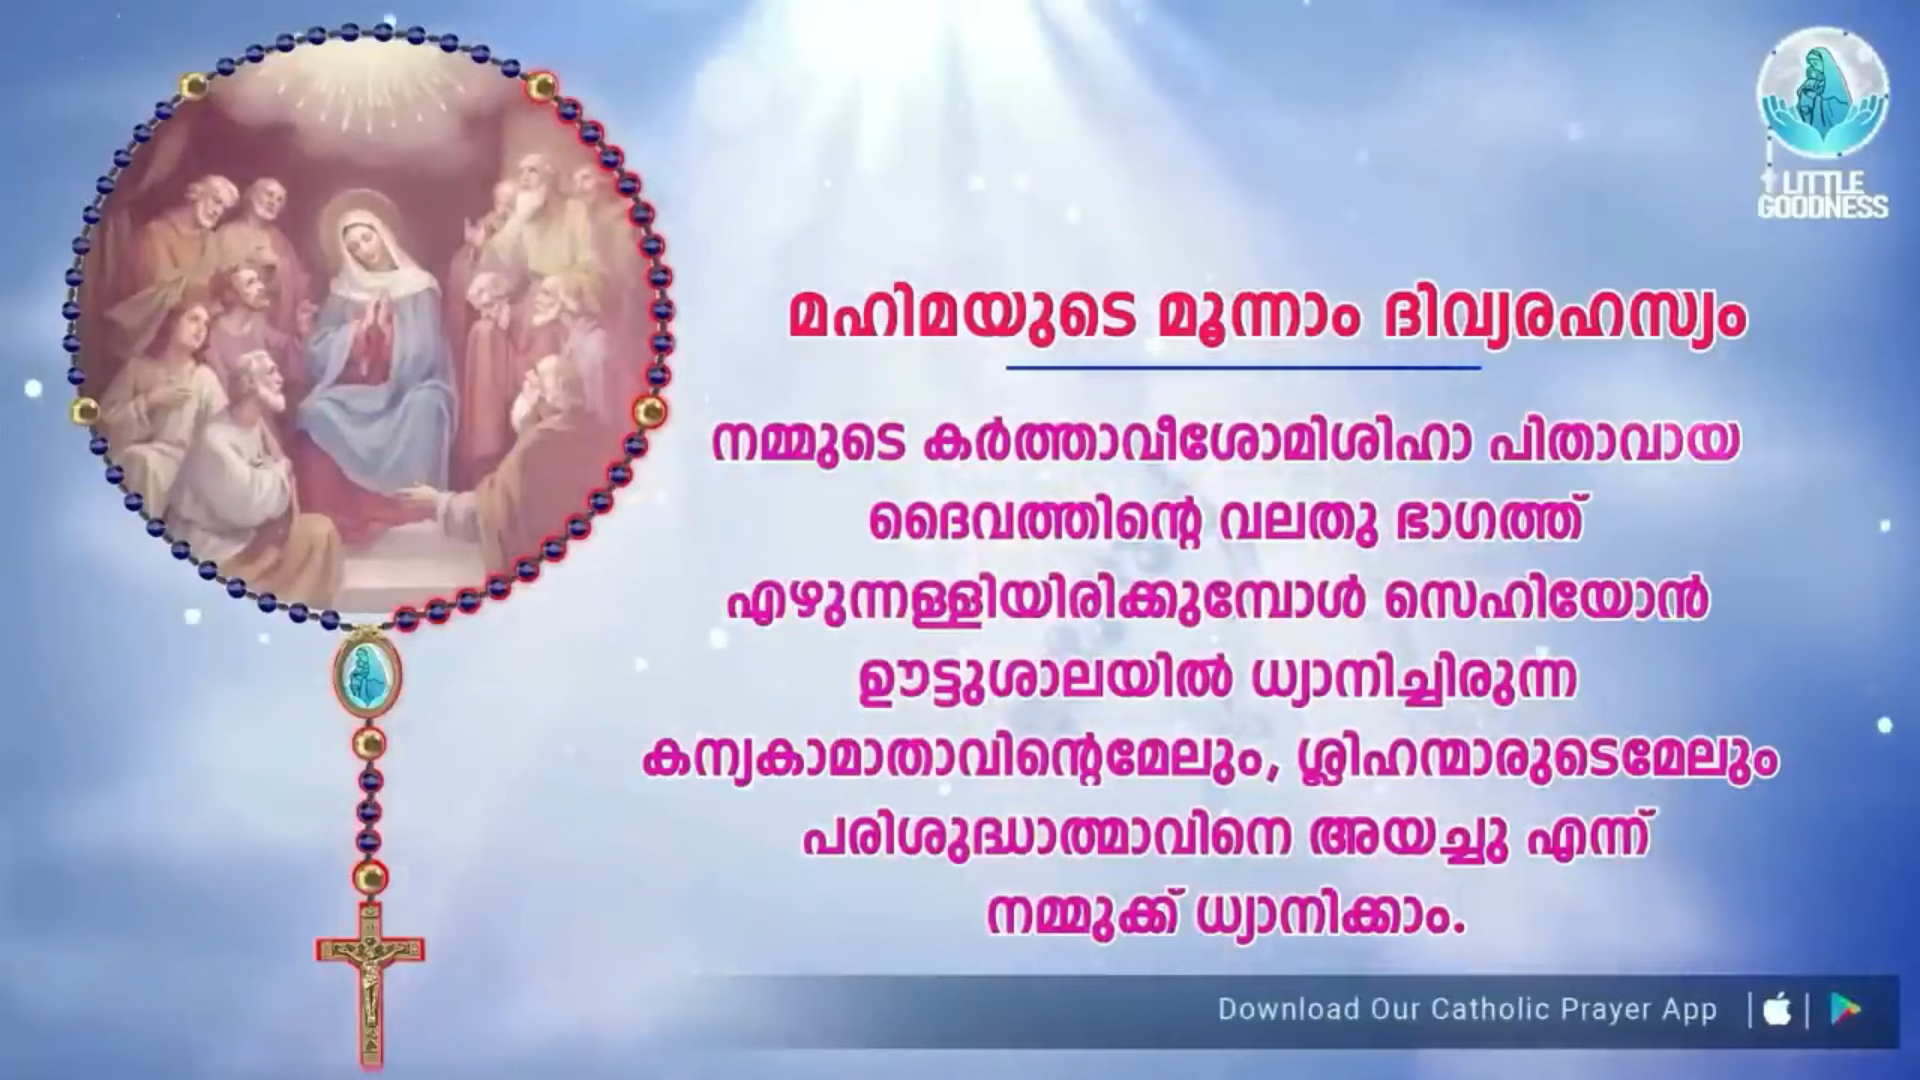 LITTLE
GOODNESS
മഹിമയുടെ മൂന്നാം ദിവ്യരഹസ്യം
നമ്മുടെ കർത്താവീശോമിശിഹാ പിതാവായ
ദൈവത്തിന്റെ വലതു ഭാഗത്ത്
എഴുന്നള്ളിയിരിക്കുമ്പോൾ സെഹിയോൻ
ഊട്ടുശാലയിൽ ധ്യാനിച്ചിരുന്ന
കന്യകാമാതാവിന്റെമേലും, ശ്ലിഹന്മാരുടെമേലും
പരിശുദ്ധാത്മാവിനെ അയച്ചു എന്ന്
നമ്മുക്ക് ധ്യാനിക്കാം.
Download Our Catholic Prayer App